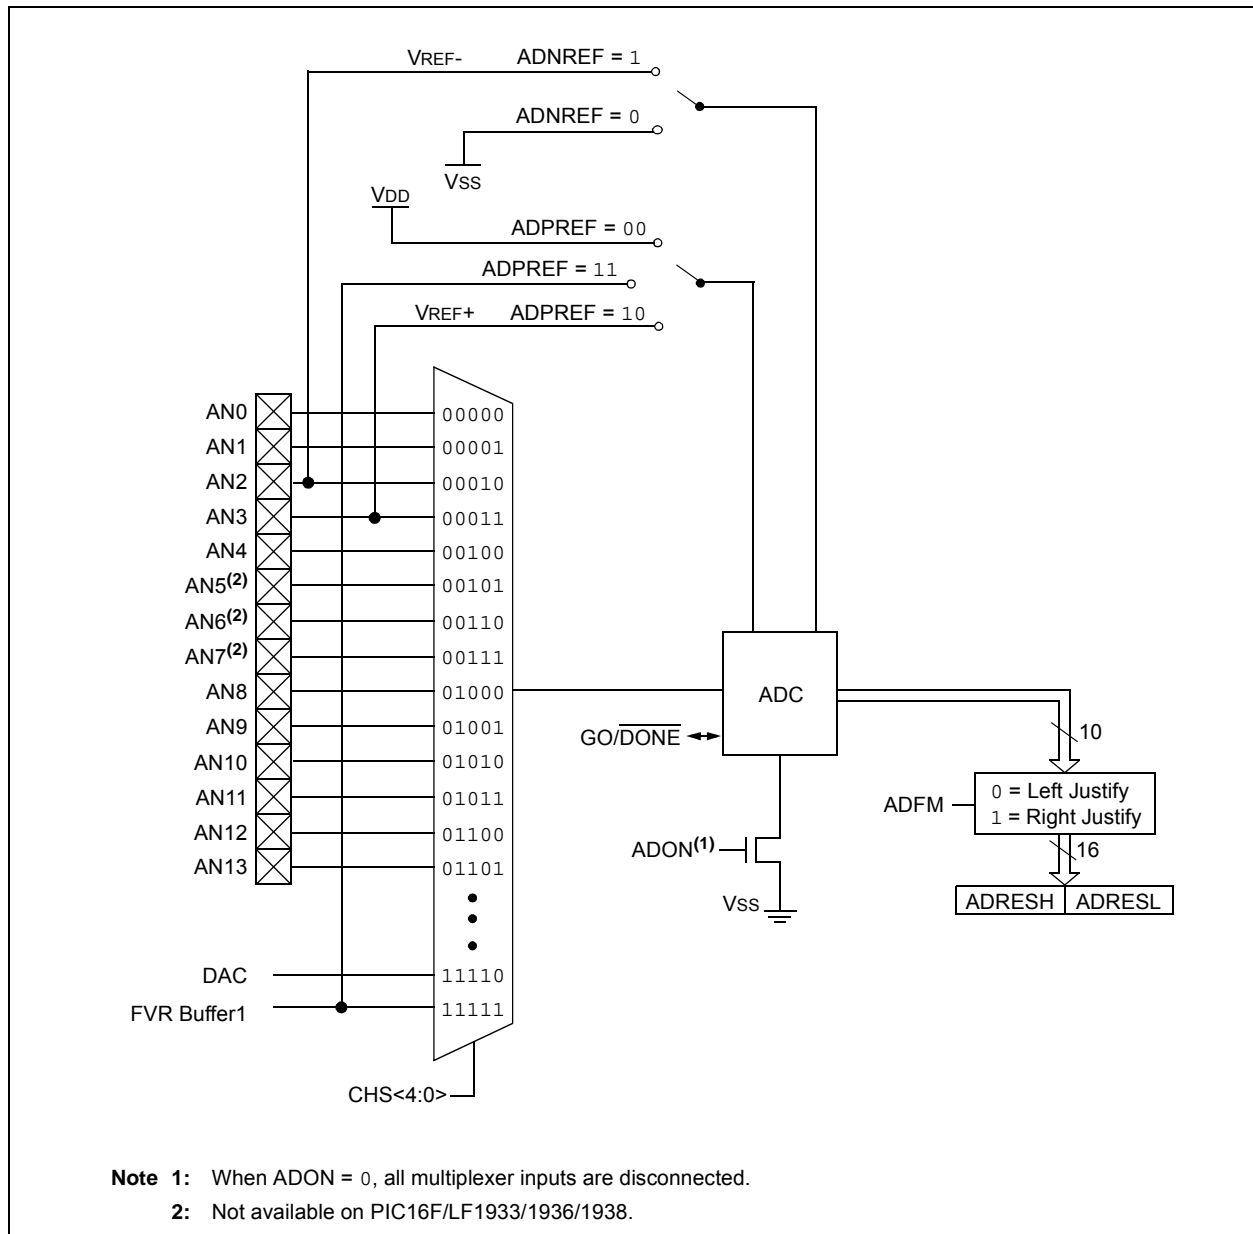 VREF- ADNREF = 1
ADNREF = 0
VSS
VDD
ADPREF = 00
ADPREF = 11
VREF+ ADPREF = 10
AN0 00000
AN1 00001
AN2 00010
AN3 00011
AN4 00100
AN5(2) 00101
AN6(2) 00110
AN7(2) 00111
AN8 01000
AN9 01001
AN10 01010
AN11 01011
AN12 01100
AN13 01101
DAC 11110
FVR Buffer1 11111
CHS<4:0>
ADC
GO/DONE
ADON(1)
VSS
10
ADFM
0 = Left Justify
1 = Right Justify
16
ADRESH ADRESL
Note 1: When ADON = 0, all multiplexer inputs are disconnected.
2: Not available on PIC16F/LF1933/1936/1938.